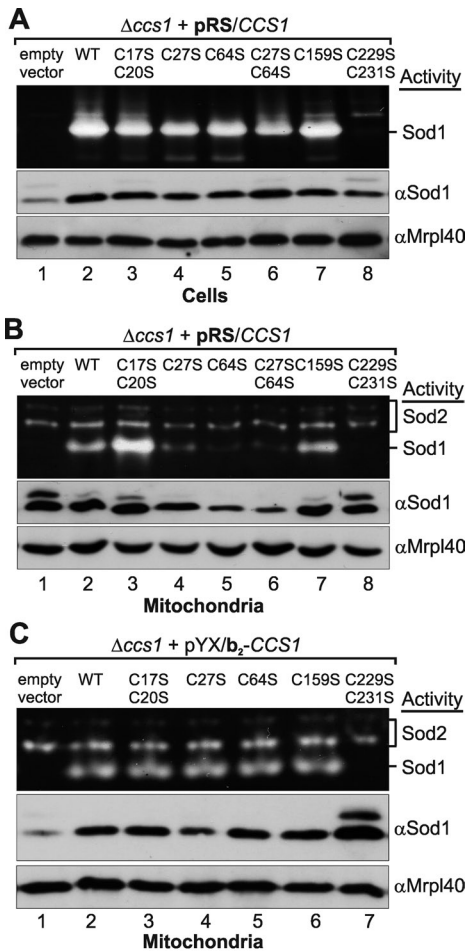 A
Δccs1 + pRS/CCS1
empty vector WT C17S C20S C27S C64S C27S C64S C159S C229S C231S
Activity
Sod1
αSod1
αMrpl40
1 2 3 4 5 6 7 8
Cells
B
Δccs1 + pRS/CCS1
empty vector WT C17S C20S C27S C64S C27S C64S C159S C229S C231S
Activity
Sod2
Sod1
αSod1
αMrpl40
1 2 3 4 5 6 7 8
Mitochondria
C
Δccs1 + pYX/b₂-CCS1
empty vector WT C17S C20S C27S C64S C159S C229S C231S
Activity
Sod2
Sod1
αSod1
αMrpl40
1 2 3 4 5 6 7
Mitochondria